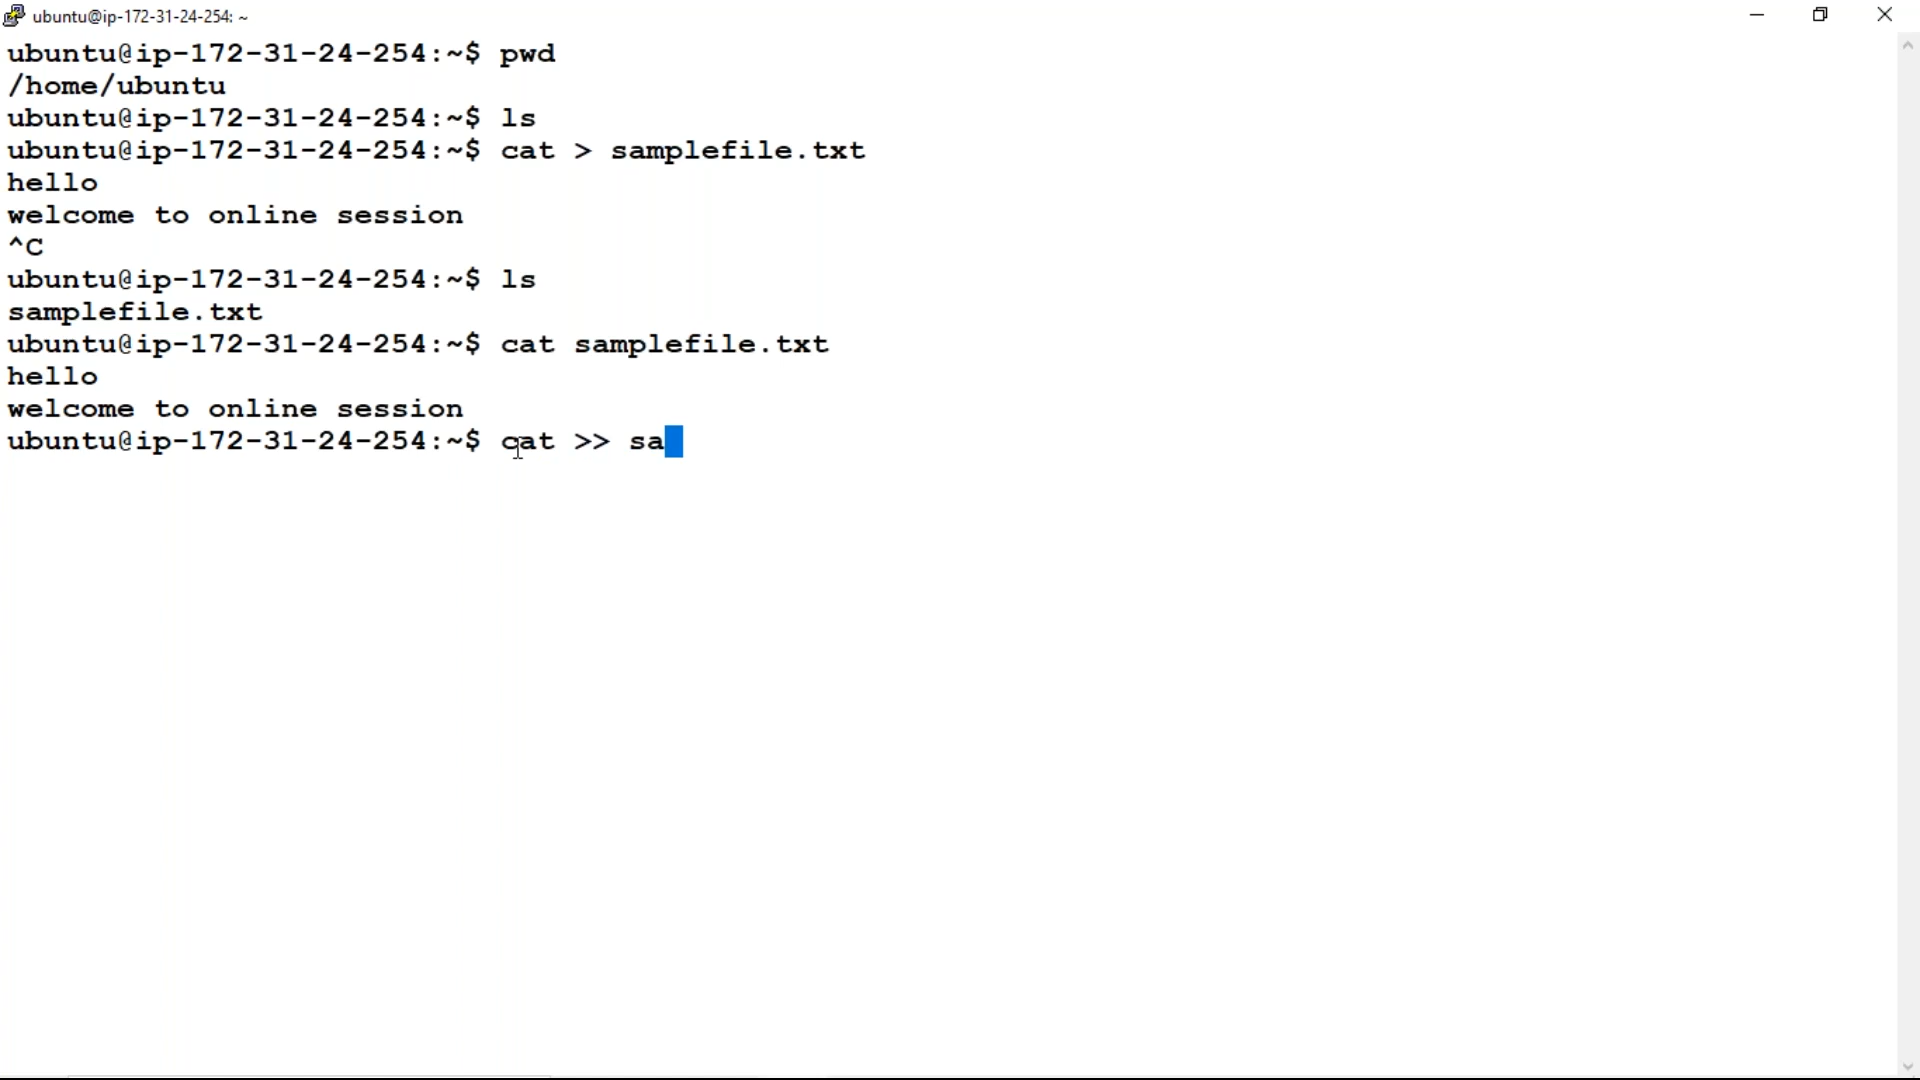 ubuntu@ip-172-31-24-254: ~
ubuntu@ip-172-31-24-254:~$ pwd
/home/ubuntu
ubuntu@ip-172-31-24-254:~$ ls
ubuntu@ip-172-31-24-254:~$ cat > samplefile.txt
hello
welcome to online session
^C
ubuntu@ip-172-31-24-254:~$ ls
samplefile.txt
ubuntu@ip-172-31-24-254:~$ cat samplefile.txt
hello
welcome to online session
ubuntu@ip-172-31-24-254:~$ cat >> sa